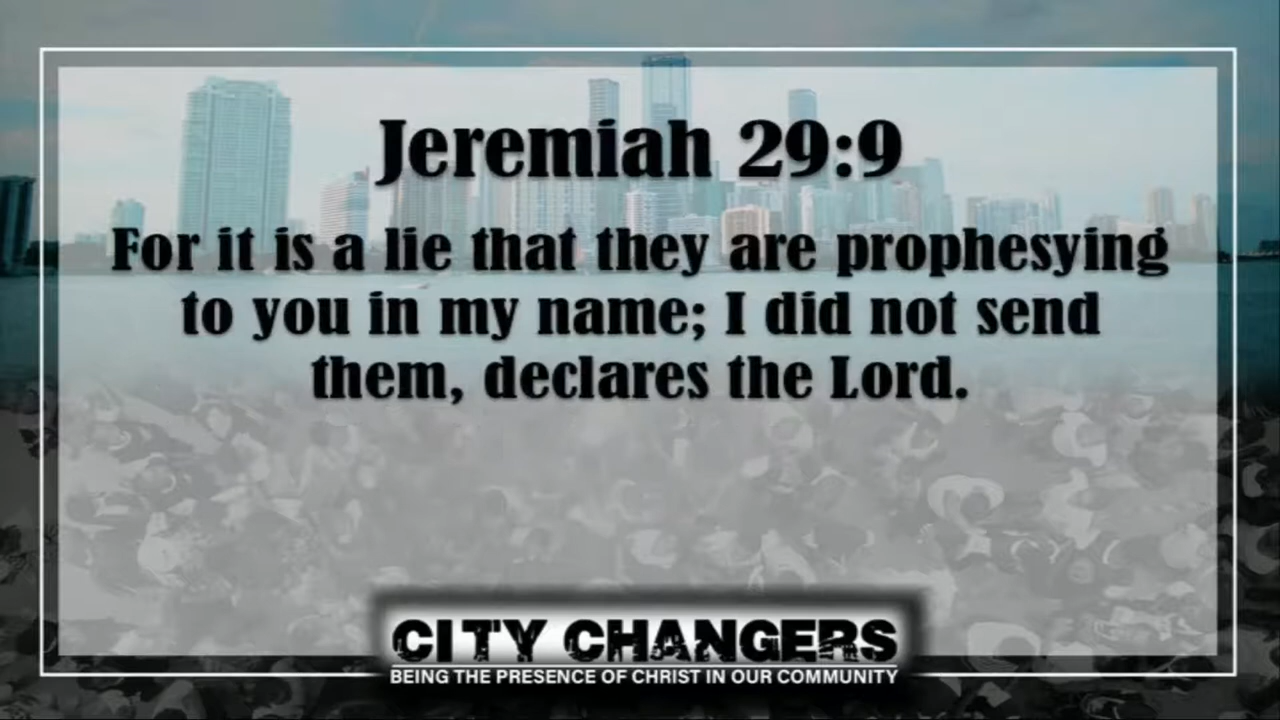 Jeremiah 29:9
For it is a lie that they are prophesying
to you in my name; I did not send
them, declares the Lord.
CITY CHANGERS
BEING THE PRESENCE OF CHRIST IN OUR COMMUNITY